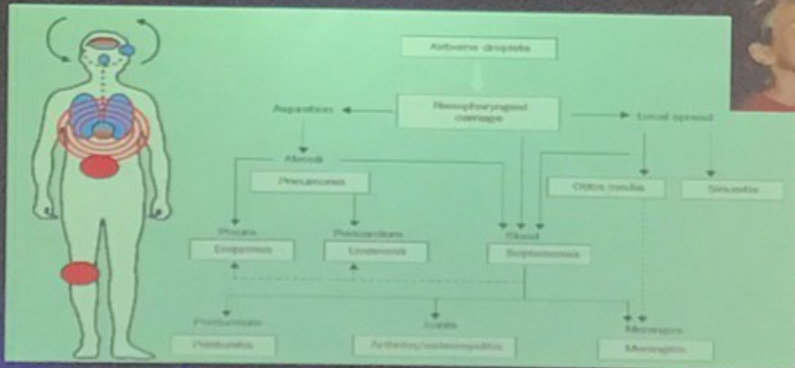 Airborne droplets
Nasopharyngeal
carriage
Aspiration
Local spread
Alveoli
Pneumonia
Otitis media
Sinusitis
Pleura
Pericardium
Blood
Empyema
Septicaemia
Peritoneum
Joints
Meninges
Peritonitis
Arthritis/osteomyelitis
Meningitis